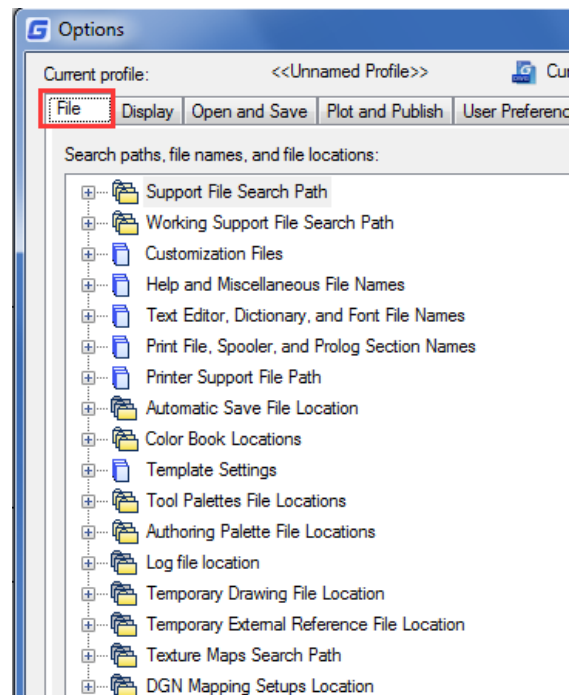 Options
Current profile: <<Unnamed Profile>>
File Display Open and Save Plot and Publish User
Search paths, file names, and file locations:
Support File Search Path
Working Support File Search Path
Customization Files
Help and Miscellaneous File Names
Text Editor, Dictionary, and Font File Names
Print File, Spooler, and Prolog Section Names
Printer Support File Path
Automatic Save File Location
Color Book Locations
Template Settings
Tool Palettes File Locations
Authoring Palette File Locations
Log file location
Temporary Drawing File Location
Temporary External Reference File Location
Texture Maps Search Path
DGN Mapping Setups Location